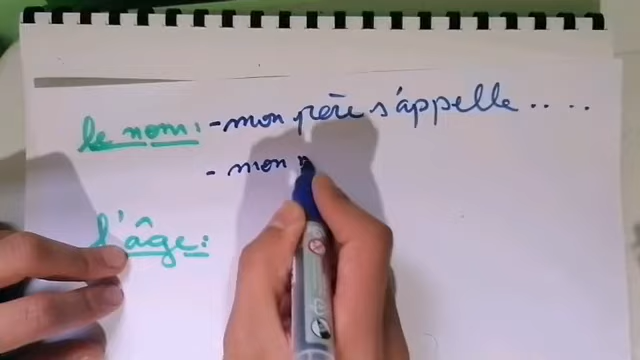 le nom: - mon père s'appelle ....
- mon
l'âge: